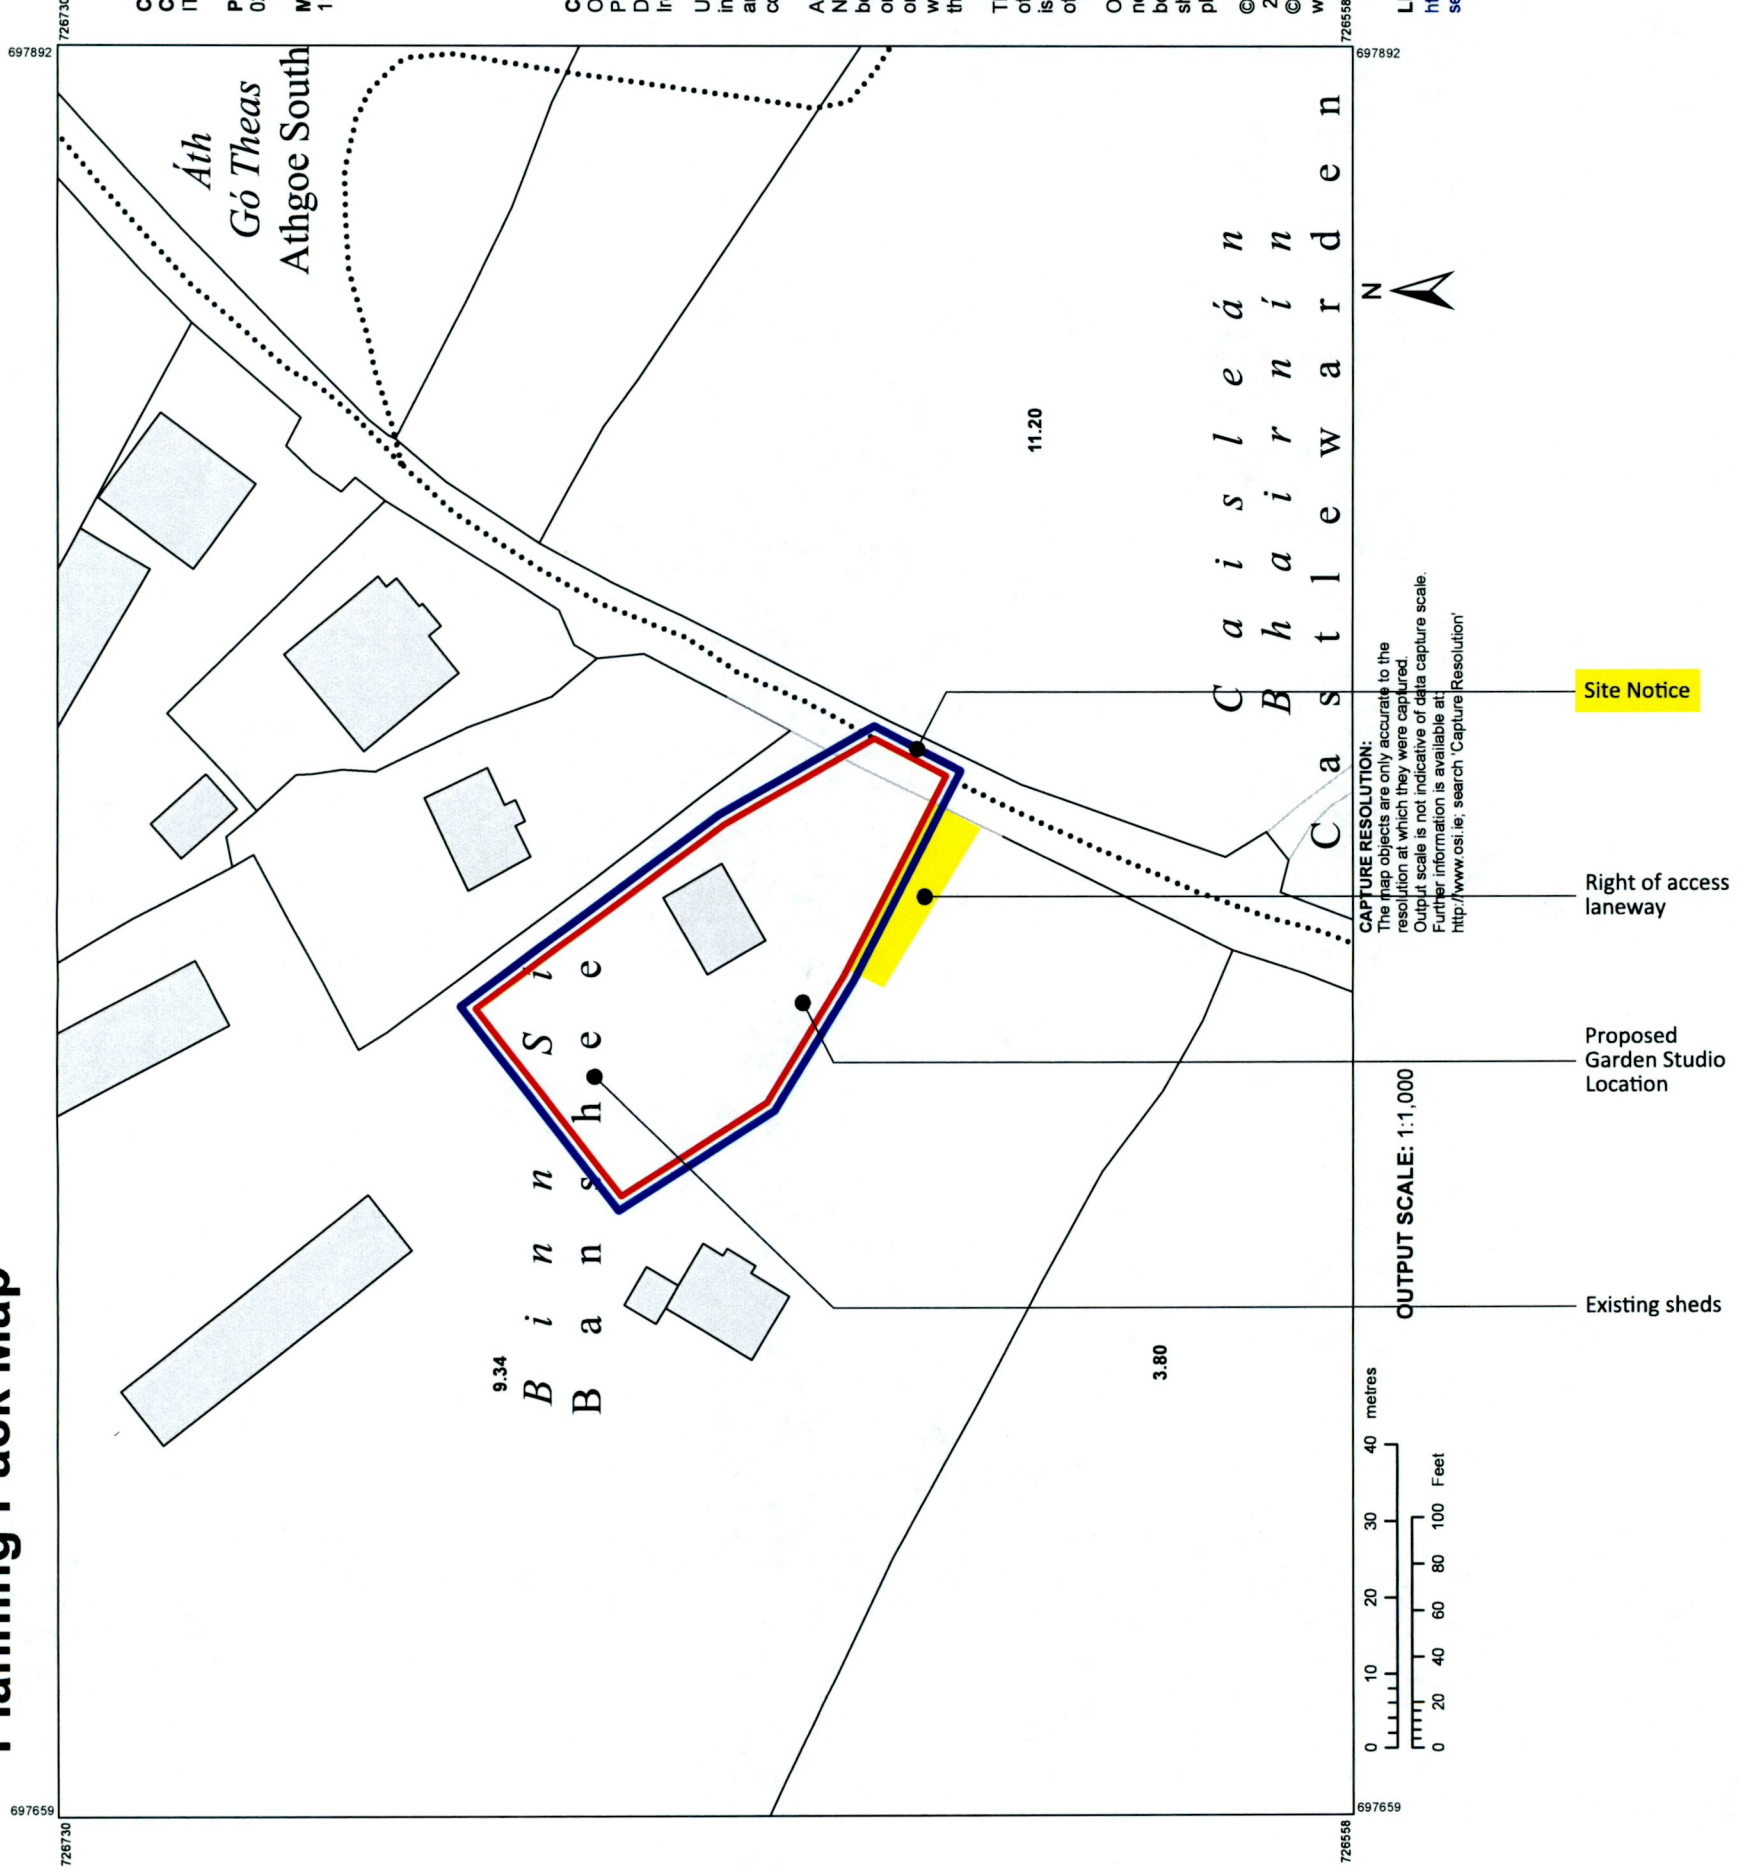 Planning Pack Map
726730
697892
Áth
Gó Theas
Athgoe South
697892
726558
11.20
Caisleán
Bhairnín
Castlewarden
Binn Sí
Banshee
9.34
3.80
697659
726730
697659
726558
N
CAPTURE RESOLUTION:
The map objects are only accurate to the
resolution at which they were captured.
Output scale is not indicative of data capture scale.
Further information is available at:
http://www.osi.ie; search 'Capture Resolution'
OUTPUT SCALE: 1:1,000
0 10 20 30 40 metres
0 20 40 60 80 100 Feet
Site Notice
Right of access
laneway
Proposed
Garden Studio
Location
Existing sheds